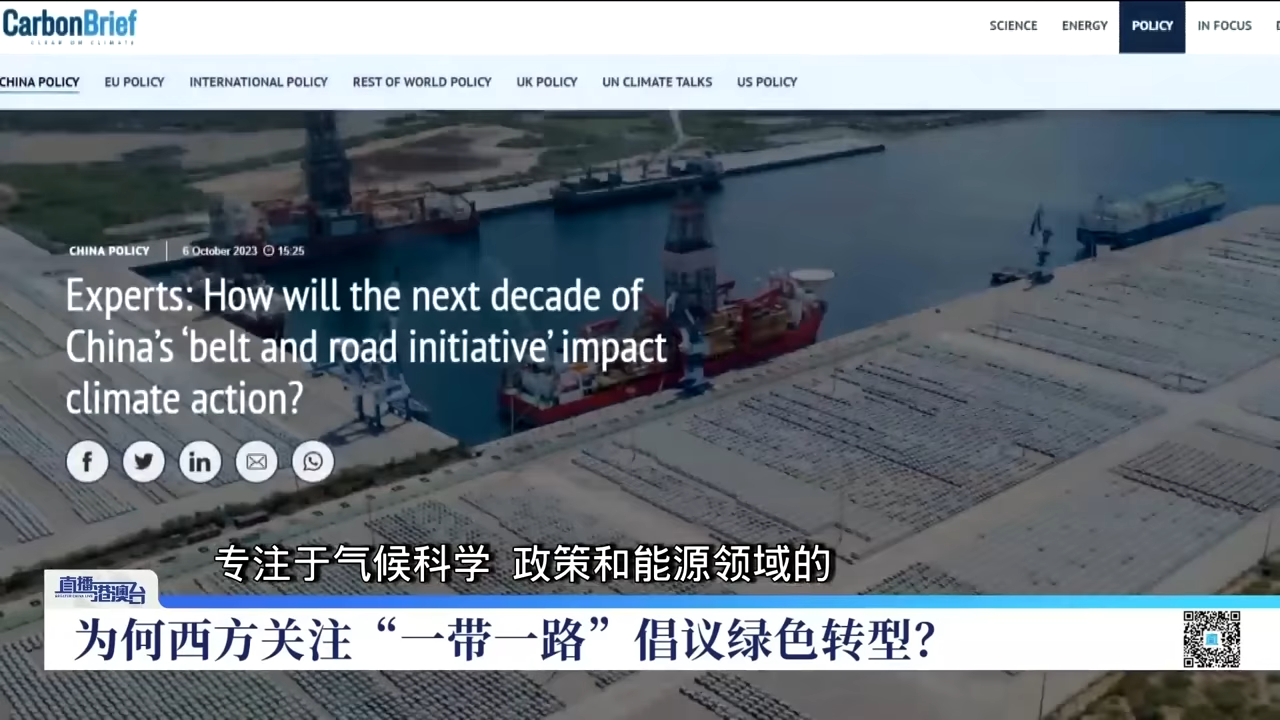 CarbonBrief
CLEAR ON CLIMATE
SCIENCE ENERGY POLICY IN FOCUS
CHINA POLICY EU POLICY INTERNATIONAL POLICY REST OF WORLD POLICY UK POLICY UN CLIMATE TALKS US POLICY
CHINA POLICY 6 October 2023 15:25
Experts: How will the next decade of
China's ‘belt and road initiative’ impact
climate action?
专注于气候科学 政策和能源领域的
直播港澳台
为何西方关注“一带一路”倡议绿色转型？